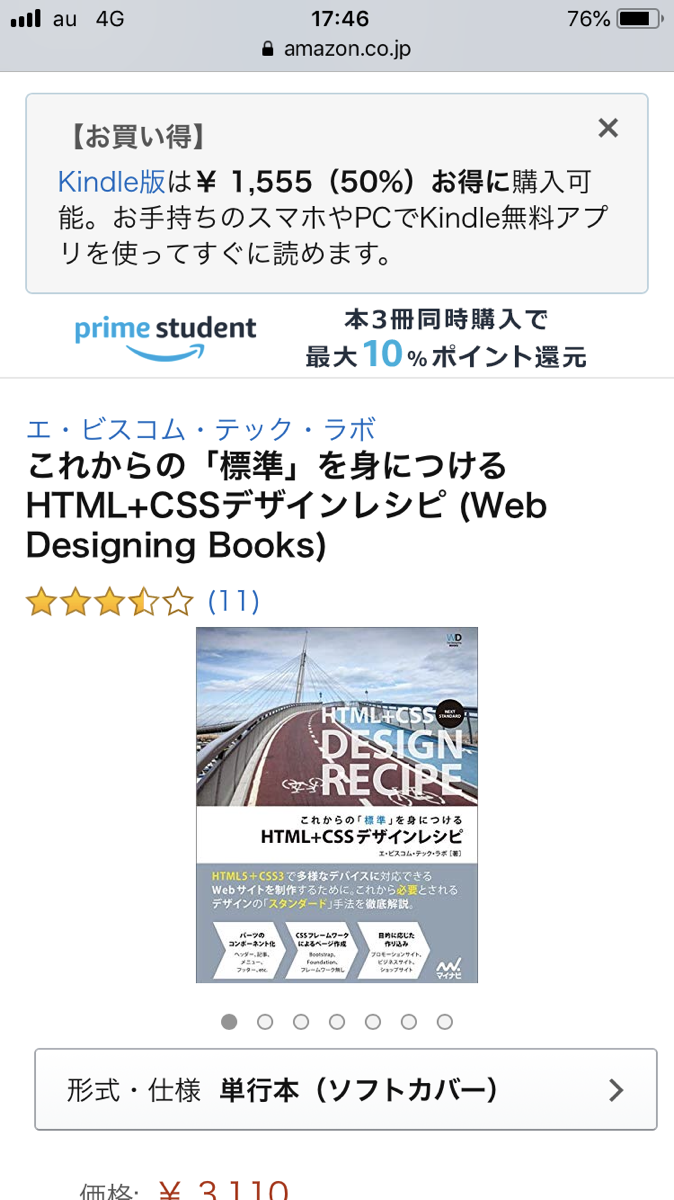 au 4G 17:46 76%
amazon.co.jp
【お買い得】
Kindle版は¥ 1,555（50%）お得に購入可
能。お手持ちのスマホやPCでKindle無料アプ
リを使ってすぐに読めます。
prime student
本3冊同時購入で
最大10%ポイント還元
エ・ビスコム・テック・ラボ
これからの「標準」を身につける
HTML+CSSデザインレシピ (Web
Designing Books)
(11)
WD
HTML+CSS
NEXT
STANDARD
DESIGN
RECIPE
これからの「標準」を身につける
HTML+CSSデザインレシピ
エ・ビスコム・テック・ラボ［著］
HTML5＋CSS3で多様なデバイスに対応できる
Webサイトを制作するために。これから必要とされる
デザインの「スタンダード」手法を徹底解説。
パーツの
コンポーネント化
ヘッダー、記事、
メニュー、
フッター、etc.
CSSフレームワーク
によるページ作成
Bootstrap、
Foundation、
フレームワーク無し
目的に応じた
作り込み
プロモーションサイト、
ビジネスサイト、
ショップサイト
マイナビ
形式・仕様 単行本（ソフトカバー）
価格: ¥ 3,110